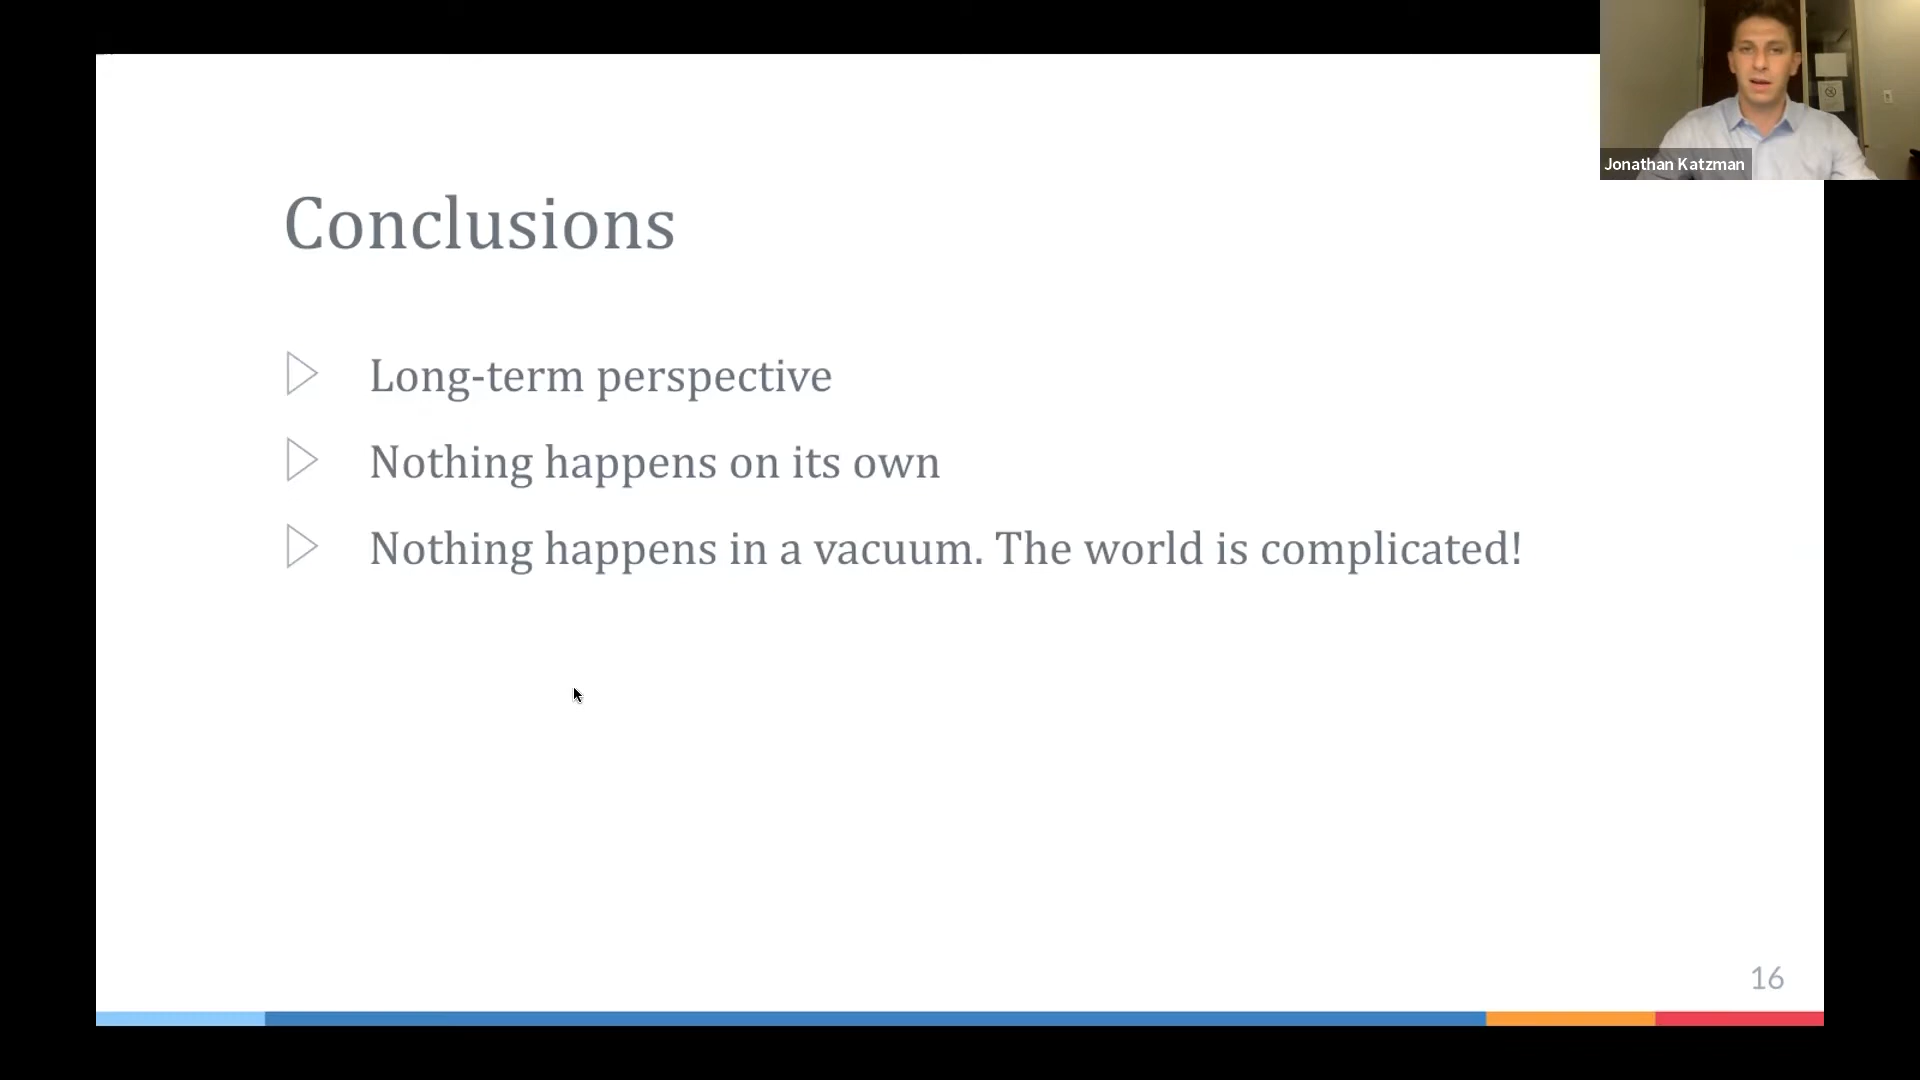 Jonathan Katzman
Conclusions
Long-term perspective
Nothing happens on its own
Nothing happens in a vacuum. The world is complicated!
16